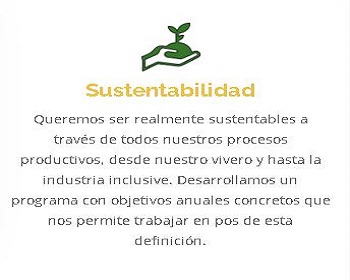 Sustentabilidad
Queremos ser realmente sustentables a
través de todos nuestros procesos
productivos, desde nuestro vivero y hasta la
industria inclusive. Desarrollamos un
programa con objetivos anuales concretos que
nos permite trabajar en pos de esta
definición.